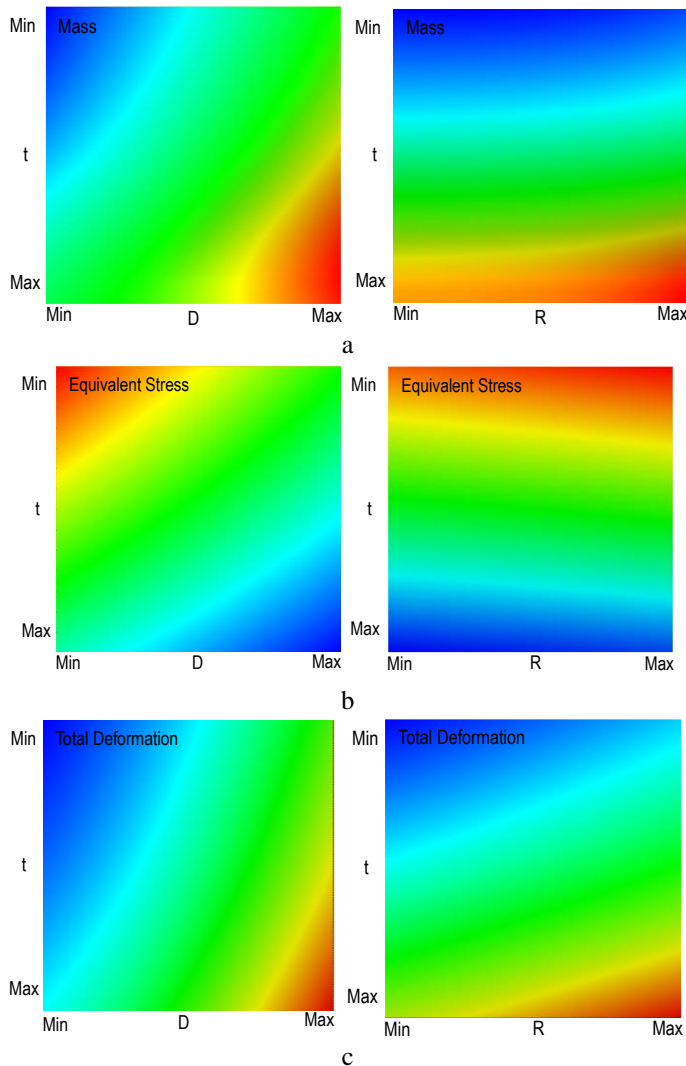 Min Mass Mass
Min
t t
Max Max
Min D Max Min R Max
a
Min Equivalent Stress Min Equivalent Stress
t t
Max Max
Min D Max Min R Max
b
Min Total Deformation Min Total Deformation
t t
Max Max
Min D Max Min R Max
c